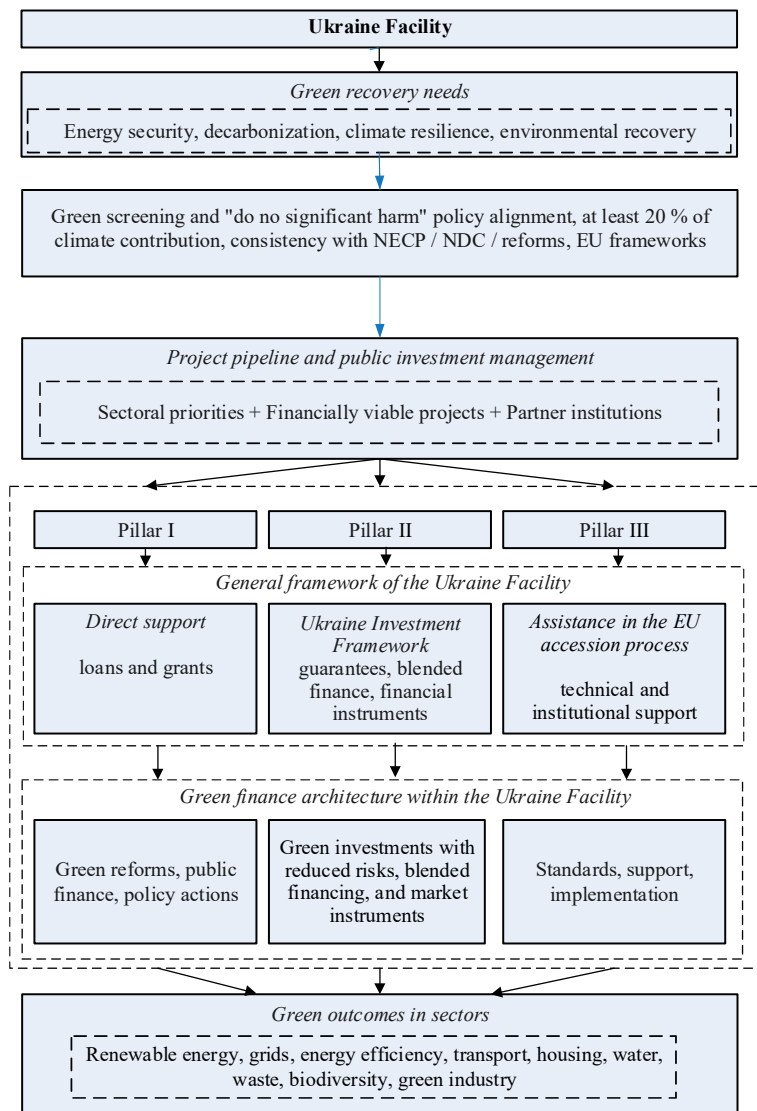 Ukraine Facility
Green recovery needs
Energy security, decarbonization, climate resilience, environmental recovery
Green screening and "do no significant harm" policy alignment, at least 20 % of
climate contribution, consistency with NECP / NDC / reforms, EU frameworks
Project pipeline and public investment management
Sectoral priorities + Financially viable projects + Partner institutions
Pillar I
Pillar II
Pillar III
General framework of the Ukraine Facility
Direct support
loans and grants
Ukraine Investment
Framework
guarantees, blended
finance, financial
instruments
Assistance in the EU
accession process
technical and
institutional support
Green finance architecture within the Ukraine Facility
Green reforms, public
finance, policy actions
Green investments with
reduced risks, blended
financing, and market
instruments
Standards, support,
implementation
Green outcomes in sectors
Renewable energy, grids, energy efficiency, transport, housing, water,
waste, biodiversity, green industry